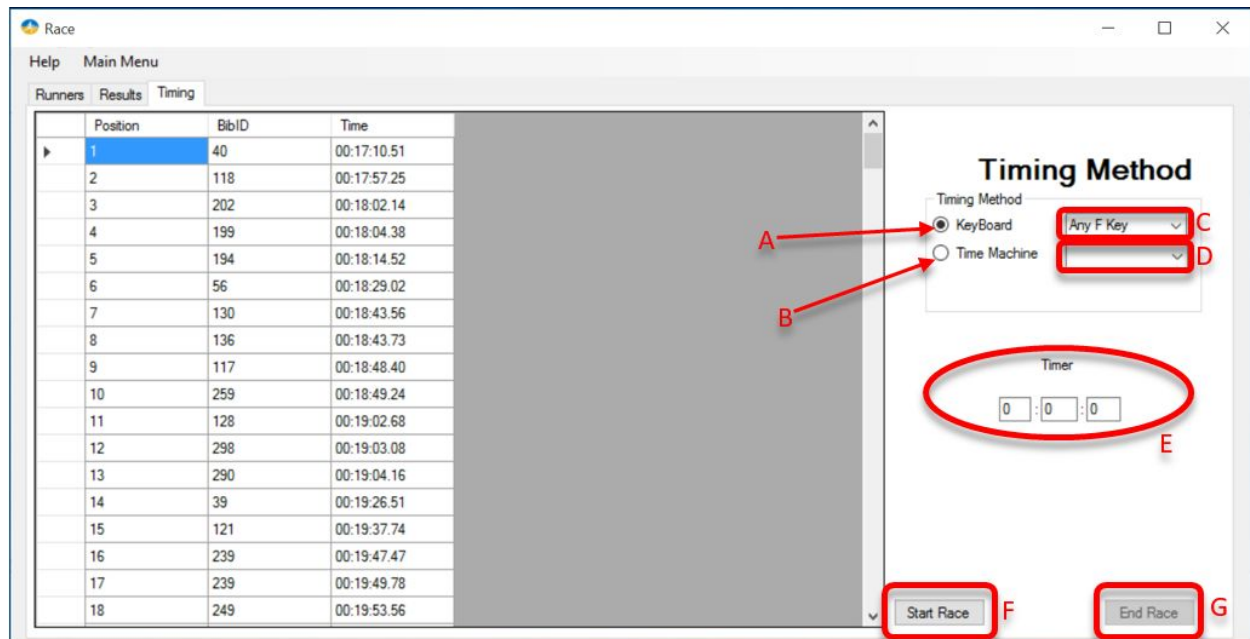 Race
Help Main Menu
Runners Results Timing
Position BibID Time
1 40 00:17:10.51
2 118 00:17:57.25
3 202 00:18:02.14
4 199 00:18:04.38
5 194 00:18:14.52
6 56 00:18:29.02
7 130 00:18:43.56
8 136 00:18:43.73
9 117 00:18:48.40
10 259 00:18:49.24
11 128 00:19:02.68
12 298 00:19:03.08
13 290 00:19:04.16
14 39 00:19:26.51
15 121 00:19:37.74
16 239 00:19:47.47
17 239 00:19:49.78
18 249 00:19:53.56
Timing Method
Timing Method
A KeyBoard Any F Key C
B Time Machine D
Timer
0 : 0 : 0
E
Start Race F End Race G